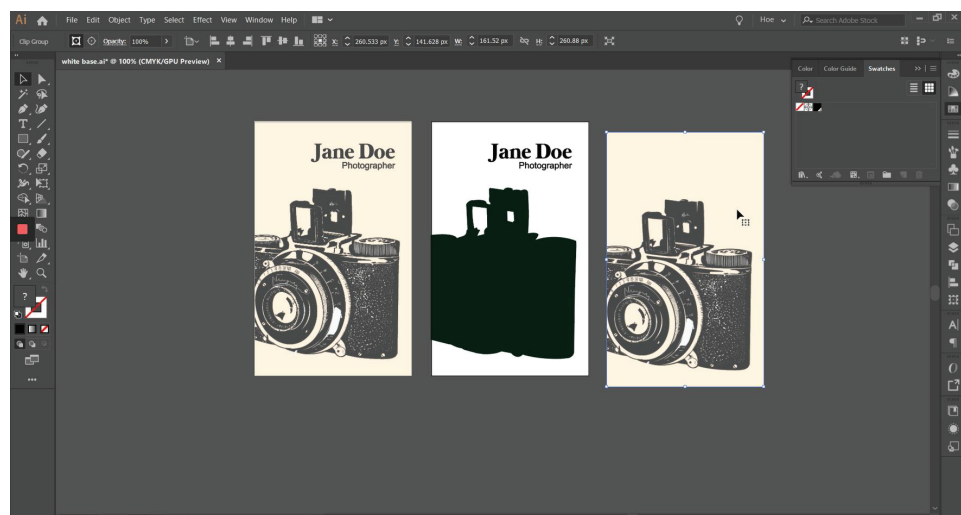 Ai File Edit Object Type Select Effect View Window Help Hoe Search Adobe Stock
Clip Group Opacity: 100% X: 260.533 px Y: 141.628 px W: 161.52 px H: 260.88 px
white base.ai* @ 100% (CMYK/GPU Preview) ×
Color Color Guide Swatches
?
Jane Doe
Photographer
Jane Doe
Photographer
?